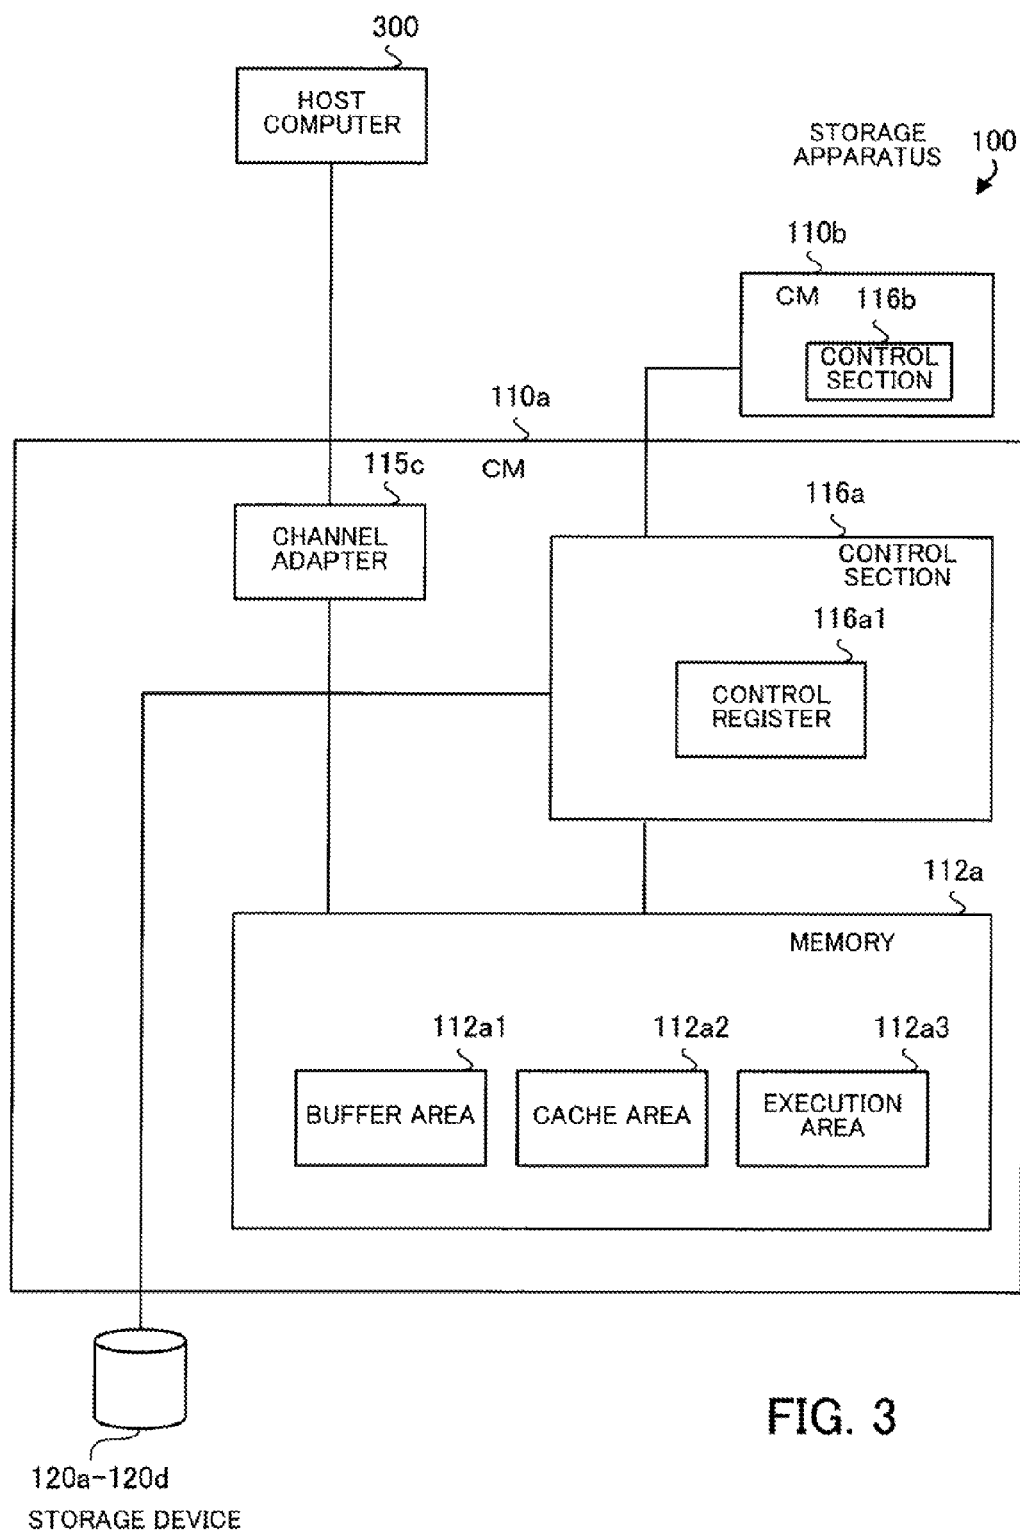 300
HOST
COMPUTER
STORAGE
APPARATUS
100
110b
CM
116b
CONTROL
SECTION
110a
CM
115c
CHANNEL
ADAPTER
116a
CONTROL
SECTION
116a1
CONTROL
REGISTER
112a
MEMORY
112a1
BUFFER AREA
112a2
CACHE AREA
112a3
EXECUTION
AREA
120a-120d
STORAGE DEVICE
FIG. 3